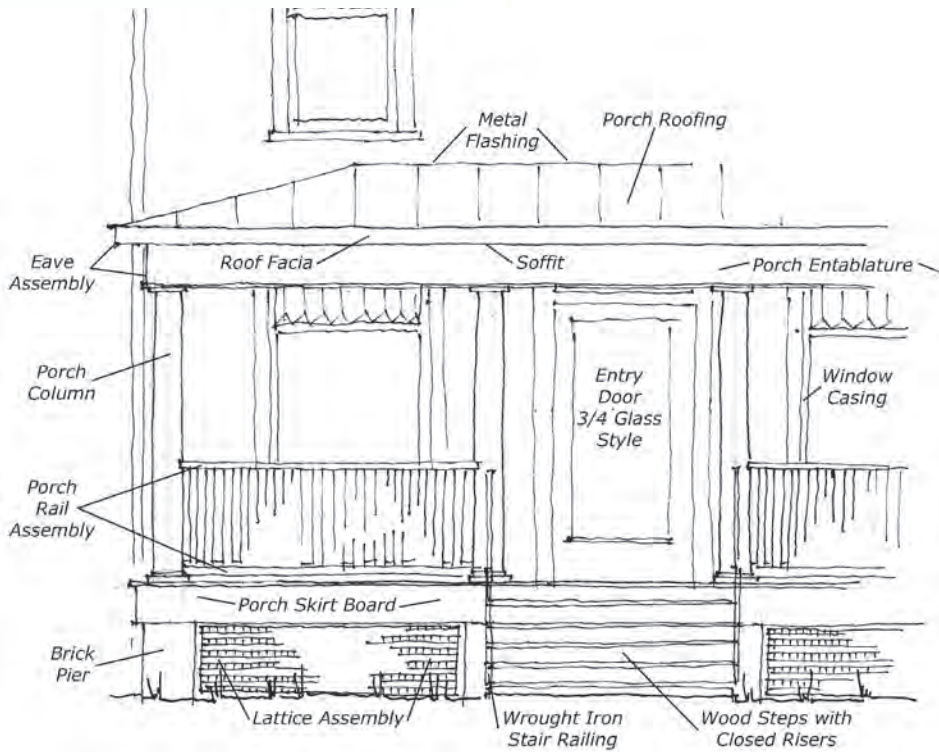 Metal
Flashing
Porch Roofing
Eave
Assembly
Roof Facia
Soffit
Porch Entablature
Porch
Column
Entry
Door
3/4 Glass
Style
Window
Casing
Porch
Rail
Assembly
Porch Skirt Board
Brick
Pier
Lattice Assembly
Wrought Iron
Stair Railing
Wood Steps with
Closed Risers